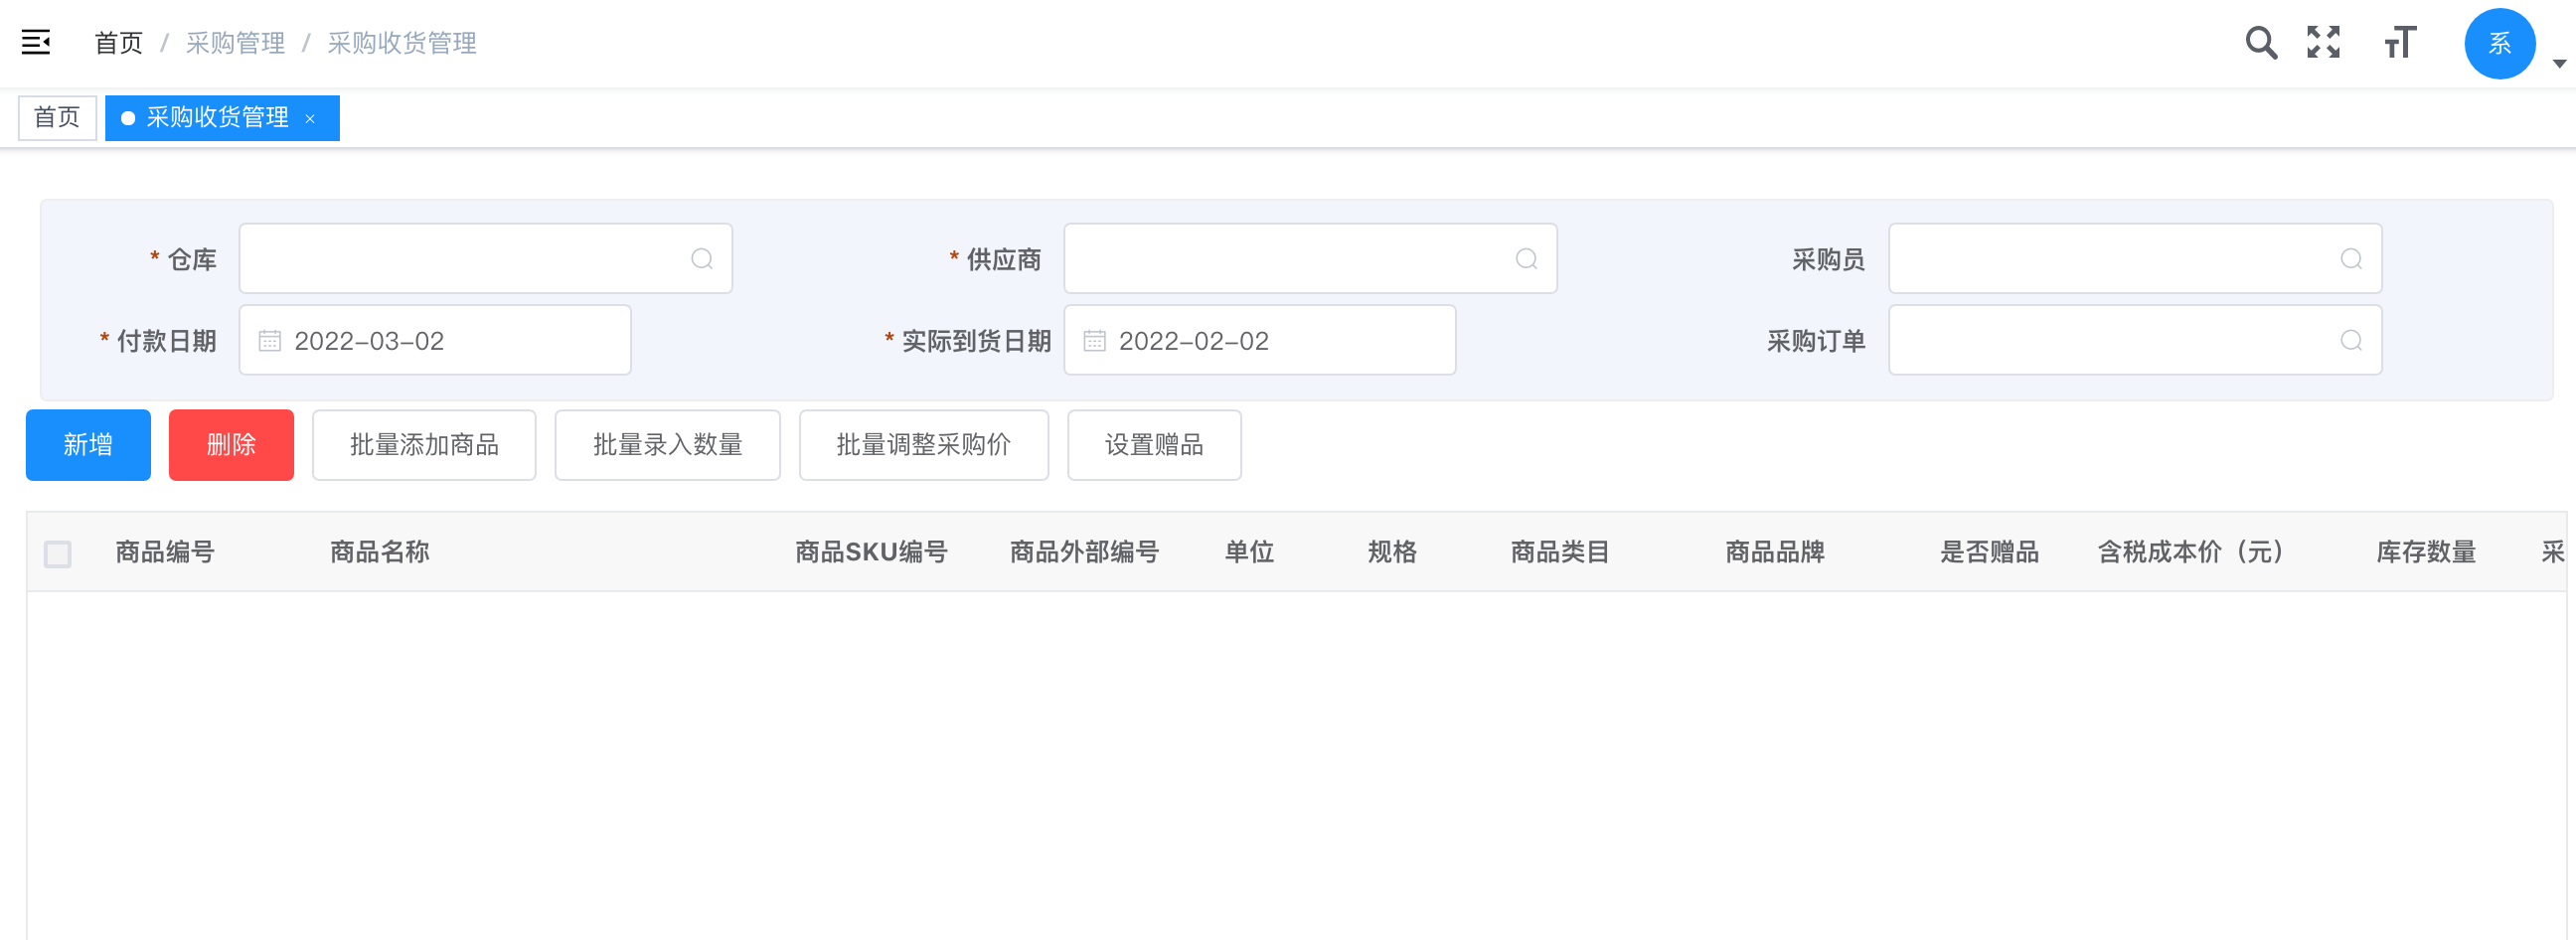 首页 / 采购管理 / 采购收货管理
系
首页 采购收货管理 ×
* 仓库 * 供应商 采购员
* 付款日期 2022-03-02 * 实际到货日期 2022-02-02 采购订单
新增 删除 批量添加商品 批量录入数量 批量调整采购价 设置赠品
商品编号 商品名称 商品SKU编号 商品外部编号 单位 规格 商品类目 商品品牌 是否赠品 含税成本价（元） 库存数量 采